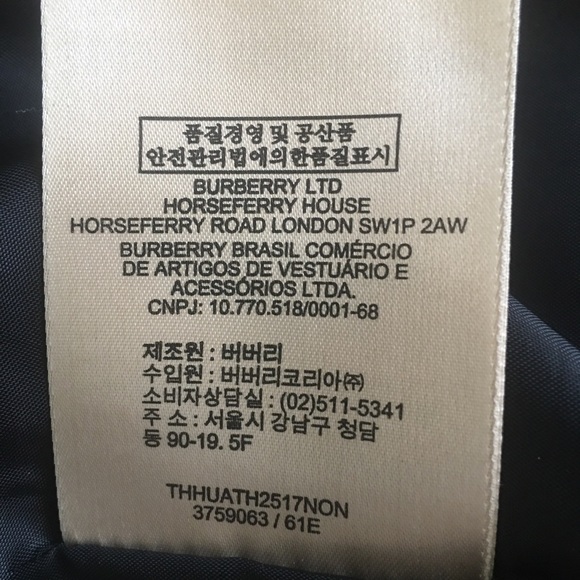 품질경영 및 공산품
안전관리법에의한품질표시
BURBERRY LTD
HORSEFERRY HOUSE
HORSEFERRY ROAD LONDON SW1P 2AW
BURBERRY BRASIL COMÉRCIO
DE ARTIGOS DE VESTUÁRIO E
ACESSÓRIOS LTDA.
CNPJ: 10.770.518/0001-68
제조원 : 버버리
수입원 : 버버리코리아㈜
소비자상담실 : (02)511-5341
주 소 : 서울시 강남구 청담
동 90-19. 5F
THHUATH2517NON
3759063 / 61E